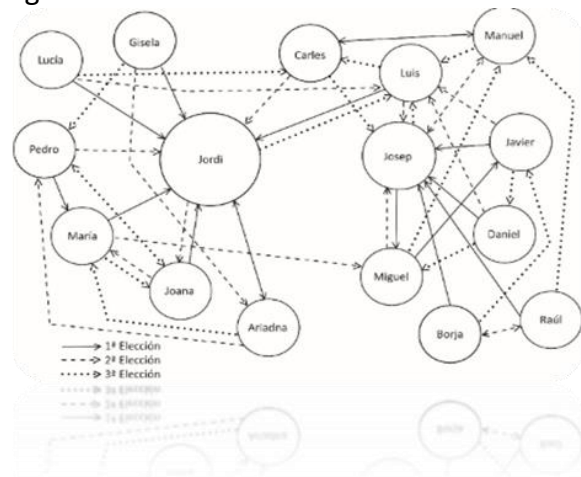 Gisela
Lucía
Carles
Manuel
Luis
Pedro
Jordi
Josep
Javier
María
Daniel
Joana
Miguel
Ariadna
Borja
Raúl
1ª Elección
2ª Elección
3ª Elección